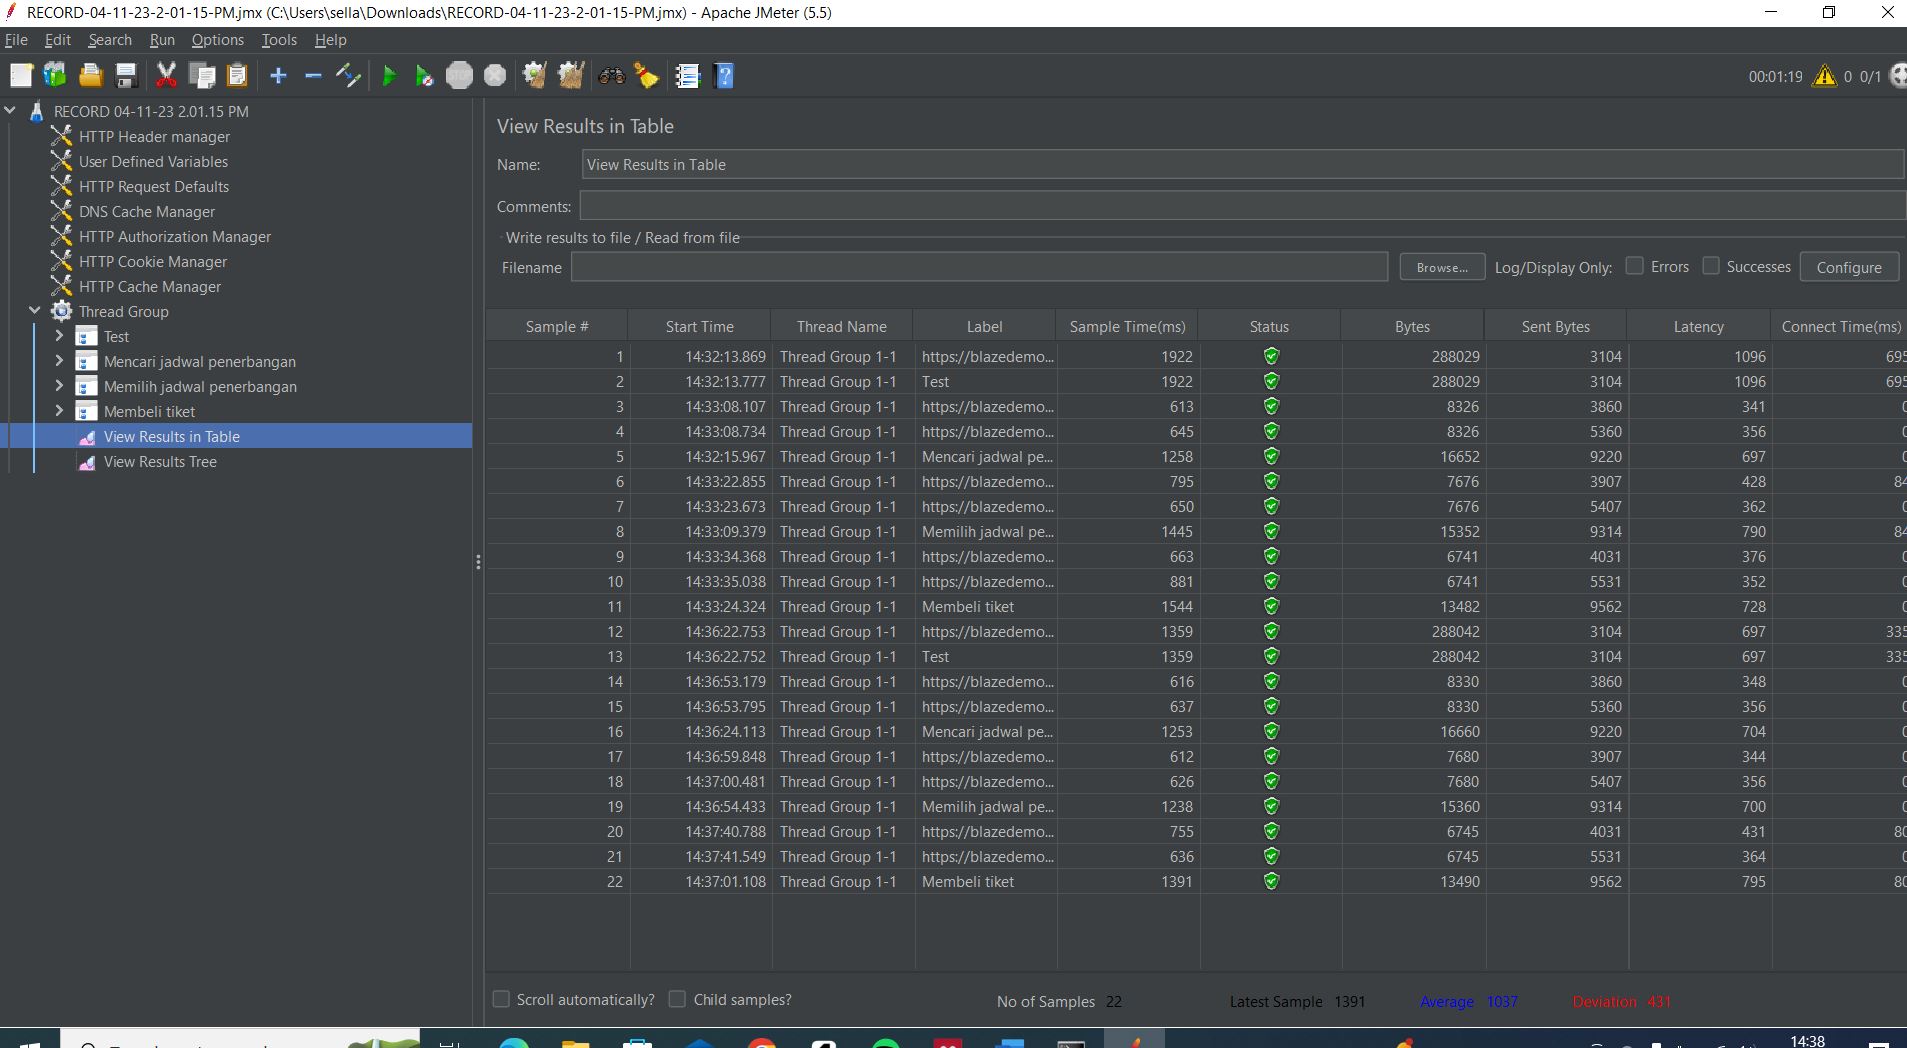 RECORD-04-11-23-2-01-15-PM.jmx (C:\Users\sella\Downloads\RECORD-04-11-23-2-01-15-PM.jmx) - Apache JMeter (5.5)
File Edit Search Run Options Tools Help
STOP
00:01:19 0 0/1
RECORD 04-11-23 2.01.15 PM
HTTP Header manager
User Defined Variables
HTTP Request Defaults
DNS Cache Manager
HTTP Authorization Manager
HTTP Cookie Manager
HTTP Cache Manager
Thread Group
Test
Mencari jadwal penerbangan
Memilih jadwal penerbangan
Membeli tiket
View Results in Table
View Results Tree
View Results in Table
Name: View Results in Table
Comments:
Write results to file / Read from file
Filename Browse... Log/Display Only: Errors Successes Configure
Sample # Start Time Thread Name Label Sample Time(ms) Status Bytes Sent Bytes Latency Connect Time(ms)
1 14:32:13.869 Thread Group 1-1 https://blazedemo... 1922 288029 3104 1096 695
2 14:32:13.777 Thread Group 1-1 Test 1922 288029 3104 1096 695
3 14:33:08.107 Thread Group 1-1 https://blazedemo... 613 8326 3860 341 0
4 14:33:08.734 Thread Group 1-1 https://blazedemo... 645 8326 5360 356 0
5 14:32:15.967 Thread Group 1-1 Mencari jadwal pe... 1258 16652 9220 697 0
6 14:33:22.855 Thread Group 1-1 https://blazedemo... 795 7676 3907 428 84
7 14:33:23.673 Thread Group 1-1 https://blazedemo... 650 7676 5407 362 0
8 14:33:09.379 Thread Group 1-1 Memilih jadwal pe... 1445 15352 9314 790 84
9 14:33:34.368 Thread Group 1-1 https://blazedemo... 663 6741 4031 376 0
10 14:33:35.038 Thread Group 1-1 https://blazedemo... 881 6741 5531 352 0
11 14:33:24.324 Thread Group 1-1 Membeli tiket 1544 13482 9562 728 0
12 14:36:22.753 Thread Group 1-1 https://blazedemo... 1359 288042 3104 697 335
13 14:36:22.752 Thread Group 1-1 Test 1359 288042 3104 697 335
14 14:36:53.179 Thread Group 1-1 https://blazedemo... 616 8330 3860 348 0
15 14:36:53.795 Thread Group 1-1 https://blazedemo... 637 8330 5360 356 0
16 14:36:24.113 Thread Group 1-1 Mencari jadwal pe... 1253 16660 9220 704 0
17 14:36:59.848 Thread Group 1-1 https://blazedemo... 612 7680 3907 344 0
18 14:37:00.481 Thread Group 1-1 https://blazedemo... 626 7680 5407 356 0
19 14:36:54.433 Thread Group 1-1 Memilih jadwal pe... 1238 15360 9314 700 0
20 14:37:40.788 Thread Group 1-1 https://blazedemo... 755 6745 4031 431 80
21 14:37:41.549 Thread Group 1-1 https://blazedemo... 636 6745 5531 364 0
22 14:37:01.108 Thread Group 1-1 Membeli tiket 1391 13490 9562 795 80
Scroll automatically? Child samples? No of Samples 22 Latest Sample 1391 Average 1037 Deviation 431
14:38